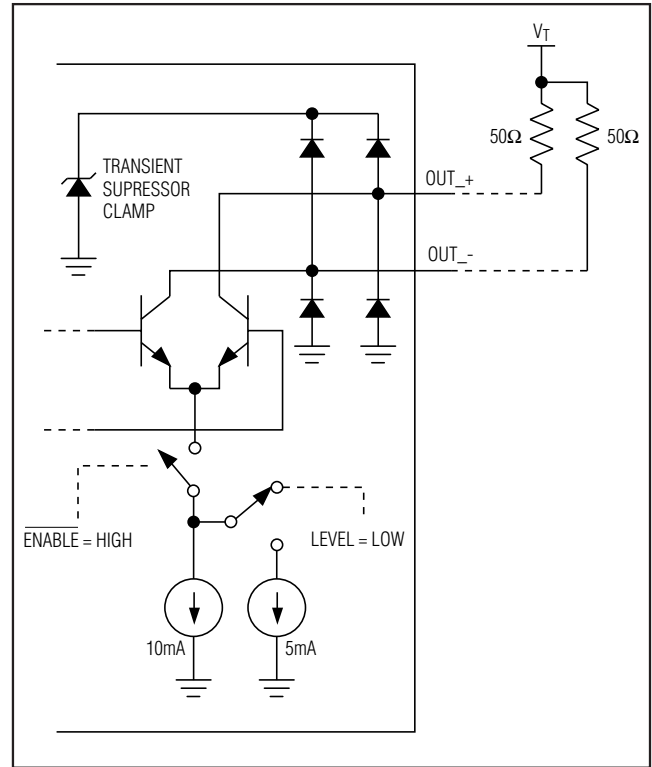 V_T
50Ω
50Ω
TRANSIENT
SUPRESSOR
CLAMP
OUT_+
OUT_-
ENABLE = HIGH
LEVEL = LOW
10mA
5mA